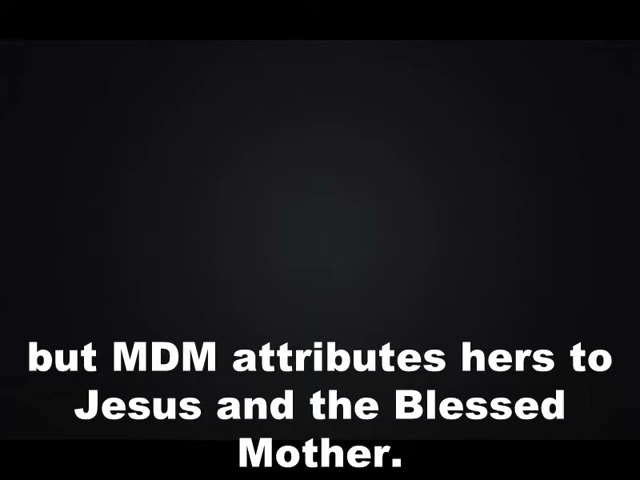 but MDM attributes hers to
Jesus and the Blessed
Mother.